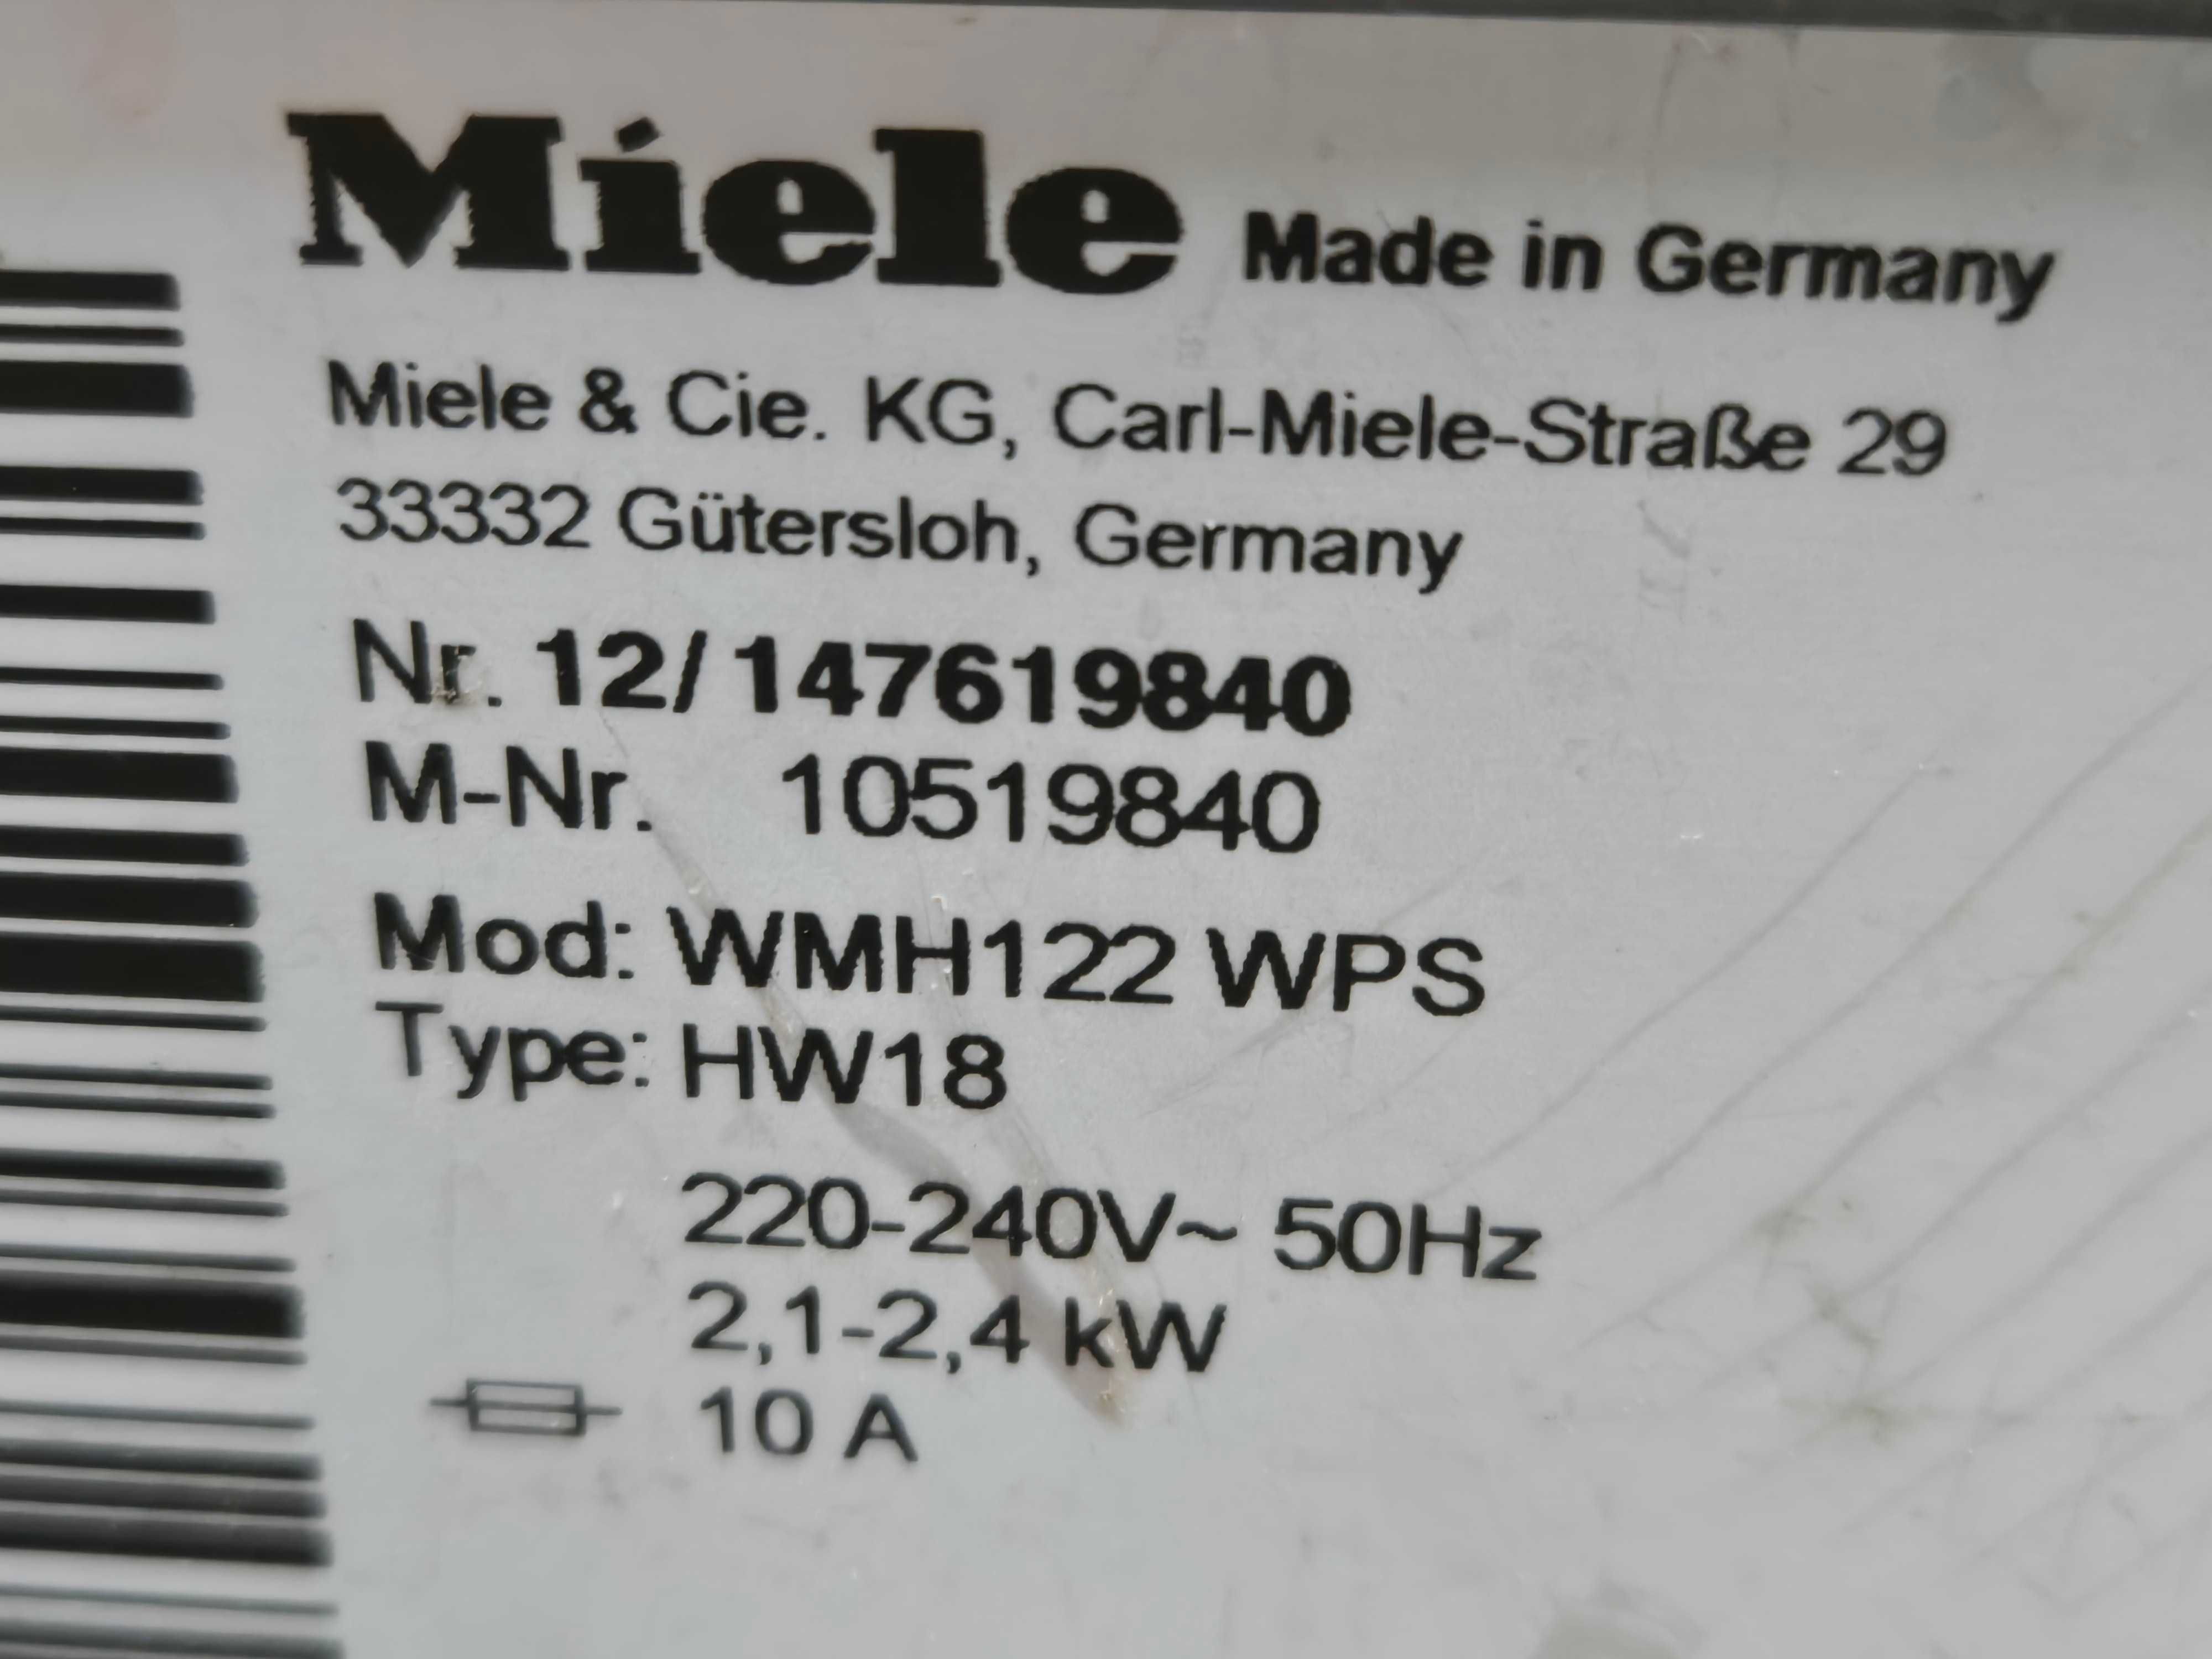 Miele Made in Germany
Miele & Cie. KG, Carl-Miele-Straße 29
33332 Gütersloh, Germany
Nr. 12/147619840
M-Nr. 10519840
Mod: WMH122 WPS
Type: HW18
220-240V~ 50Hz
2,1-2,4 kW
10 A